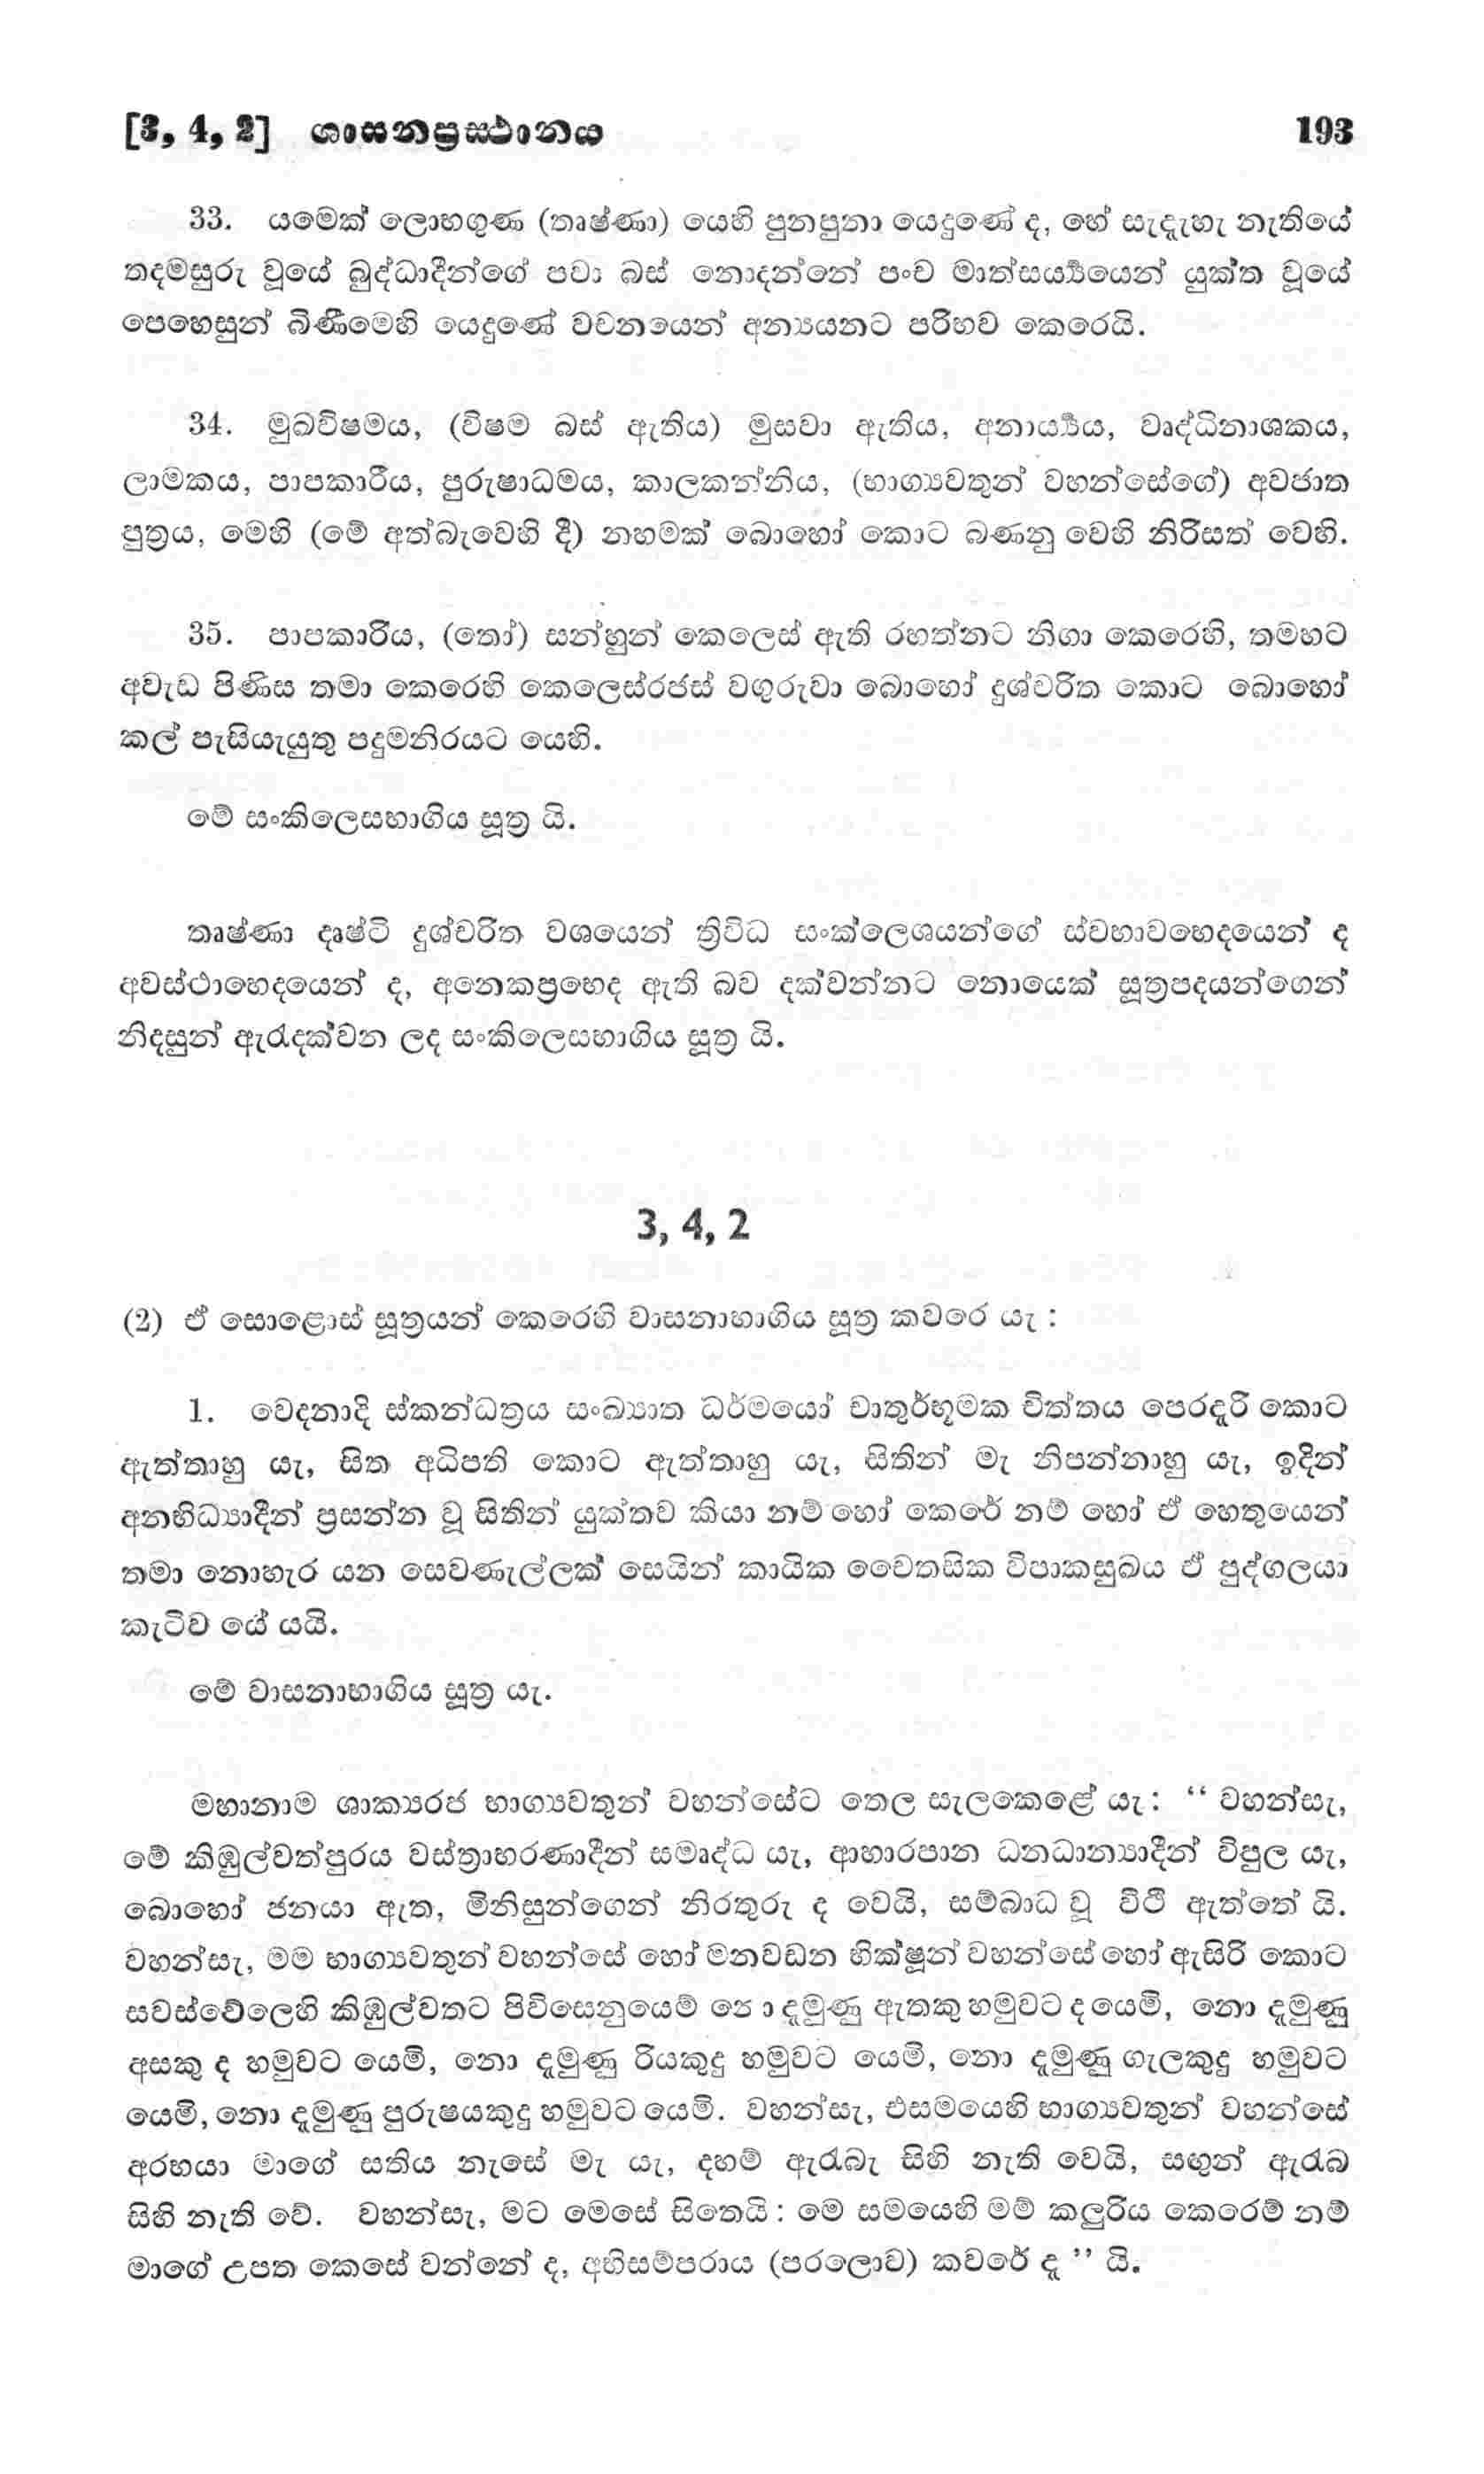 [3, 4, 2] ශාසනප්‍රස්ථානය 193
33. යමෙක් ලොභගුණ (තෘෂ්ණා) යෙහි පුනපුනා යෙදුණේ ද, හේ සැදැහැ නැතියේ
තදමසුරු වූයේ බුද්ධාදීන්ගේ පවා බස් නොදන්නේ පංච මාත්සර්‍ය්‍යයෙන් යුක්ත වූයේ
පෙහෙසුන් බිණීමෙහි යෙදුණේ වචනයෙන් අන්‍යයනට පරිභව කෙරෙයි.
34. මුඛවිෂමය, (විෂම බස් ඇතිය) මුසවා ඇතිය, අනාර්‍ය්‍යය, වෘද්ධිනාශකය,
ලාමකය, පාපකාරීය, පුරුෂාධමය, කාලකන්නිය, (භාග්‍යවතුන් වහන්සේගේ) අවජාත
පුත්‍රය, මෙහි (මේ අත්බැවෙහි දී) නහමක් බොහෝ කොට බණනු වෙහි නිරිසත් වෙහි.
35. පාපකාරිය, (තෝ) සන්හුන් කෙලෙස් ඇති රහත්නට නිගා කෙරෙහි, තමහට
අවැඩ පිණිස තමා කෙරෙහි කෙලෙස්රජස් වගුරුවා බොහෝ දුශ්චරිත කොට බොහෝ
කල් පැසියැයුතු පදුමනිරයට යෙහි.
මේ සංකිලෙසභාගිය සූත්‍ර යි.
තෘෂ්ණා දෘෂ්ටි දුශ්චරිත වශයෙන් ත්‍රිවිධ සංක්ලෙශයන්ගේ ස්වභාවභෙදයෙන් ද
අවස්ථාභෙදයෙන් ද, අනෙකප්‍රභෙද ඇති බව දක්වන්නට නොයෙක් සූත්‍රපදයන්ගෙන්
නිදසුන් ඇරැදක්වන ලද සංකිලෙසභාගිය සූත්‍ර යි.
3, 4, 2
(2) ඒ සොළොස් සූත්‍රයන් කෙරෙහි වාසනාභාගිය සූත්‍ර කවරෙ යැ :
1. වෙදනාදි ස්කන්ධත්‍රය සංඛ්‍යාත ධර්මයෝ චාතුර්භූමක චිත්තය පෙරදැරි කොට
ඇත්තාහු යැ, සිත අධිපති කොට ඇත්තාහු යැ, සිතින් මැ නිපන්නාහු යැ, ඉදින්
අනභිධ්‍යාදීන් ප්‍රසන්න වූ සිතින් යුක්තව කියා නම් හෝ කෙරේ නම් හෝ ඒ හෙතුයෙන්
තමා නොහැර යන සෙවණැල්ලක් සෙයින් කායික චෛතසික විපාකසුඛය ඒ පුද්ගලයා
කැටිව යේ යයි.
මේ වාසනාභාගිය සූත්‍ර යැ.
මහානාම ශාක්‍යරජ භාග්‍යවතුන් වහන්සේට තෙල සැලකෙළේ යැ: “ වහන්සැ,
මේ කිඹුල්වත්පුරය වස්ත්‍රාභරණාදීන් සමෘද්ධ යැ, ආහාරපාන ධනධාන්‍යාදීන් විපුල යැ,
බොහෝ ජනයා ඇත, මිනිසුන්ගෙන් නිරතුරු ද වෙයි, සම්බාධ වූ වීථි ඇත්තේ යි.
වහන්සැ, මම භාග්‍යවතුන් වහන්සේ හෝ මනවඩන භික්ෂූන් වහන්සේ හෝ ඇසිරි කොට
සවස්වේලෙහි කිඹුල්වතට පිවිසෙනුයෙම් නො දැමුණු ඇතකු හමුවට ද යෙමි, නො දැමුණු
අසකු ද හමුවට යෙමි, නො දැමුණු රියකුදු හමුවට යෙමි, නො දැමුණු ගැලකුදු හමුවට
යෙමි, නො දැමුණු පුරුෂයකුදු හමුවට යෙමි. වහන්සැ, එසමයෙහි භාග්‍යවතුන් වහන්සේ
අරභයා මාගේ සතිය නැසේ මැ යැ, දහම් ඇරැබැ සිහි නැති වෙයි, සඟුන් ඇරැබ
සිහි නැති වේ. වහන්සැ, මට මෙසේ සිතෙයි: මෙ සමයෙහි මම් කලුරිය කෙරෙම් නම්
මාගේ උපත කෙසේ වන්නේ ද, අභිසම්පරාය (පරලොව) කවරේ දැ ” යි.